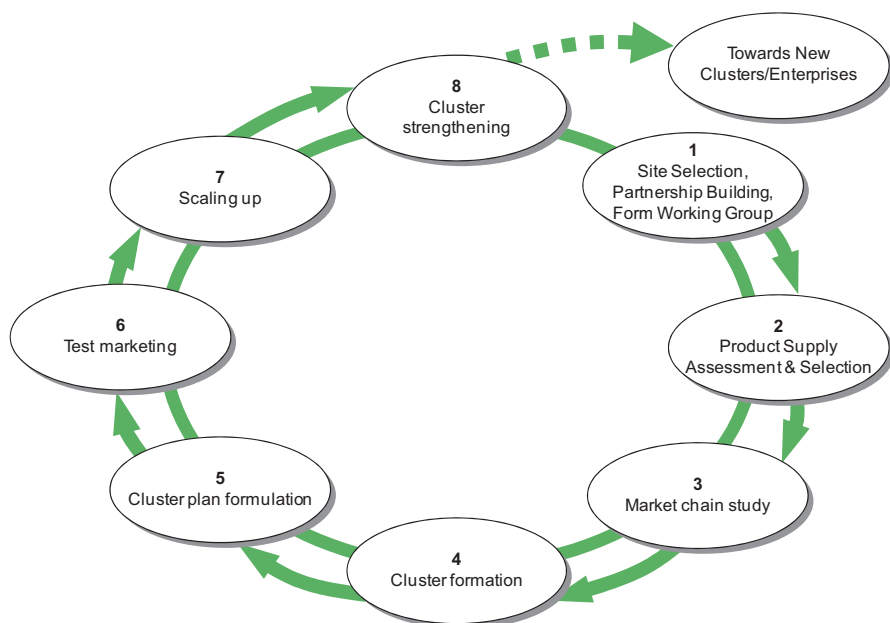 8
Cluster
strengthening
Towards New
Clusters/Enterprises
1
Site Selection,
Partnership Building,
Form Working Group
2
Product Supply
Assessment & Selection
3
Market chain study
4
Cluster formation
5
Cluster plan formulation
6
Test marketing
7
Scaling up